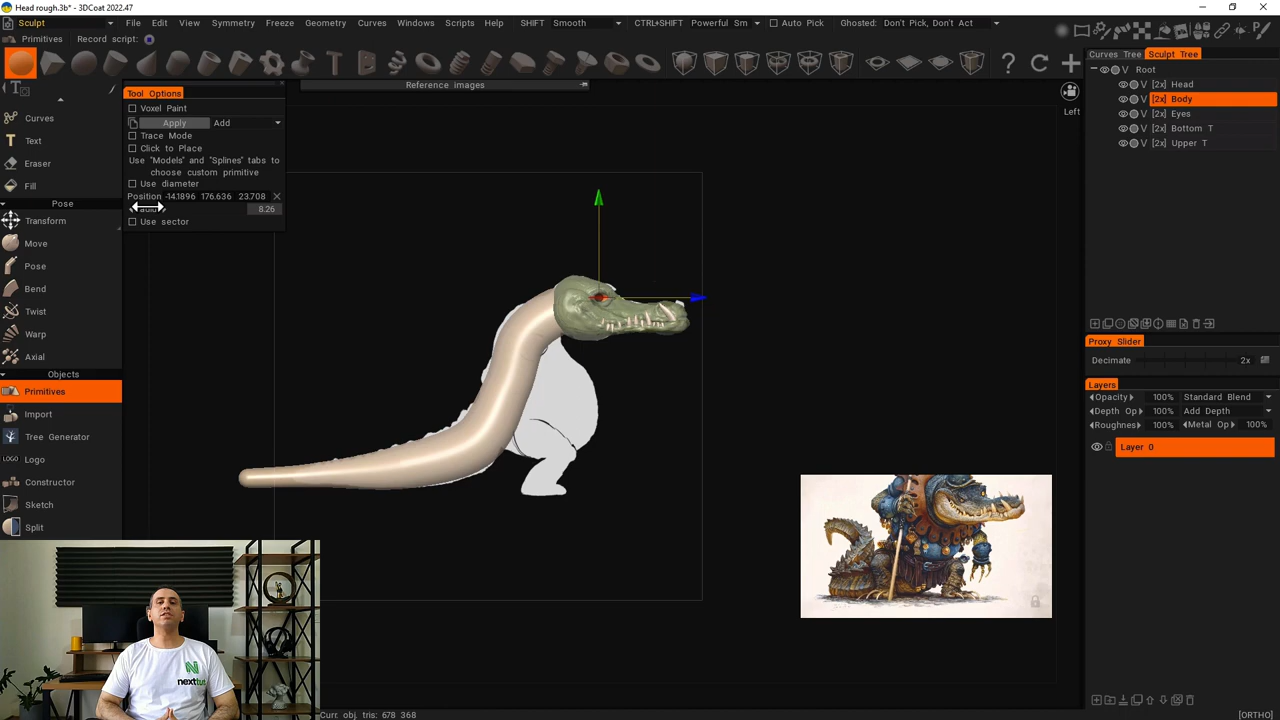 Head rough.3b* - 3DCoat 2022.47
Sculpt File Edit View Symmetry Freeze Geometry Curves Windows Scripts Help SHIFT Smooth CTRL+SHIFT Powerful Sm Auto Pick Ghosted: Don't Pick, Don't Act
Primitives Record script:
Reference images
Curves
Text
Eraser
Fill
Pose
Transform
Move
Pose
Bend
Twist
Warp
Axial
Objects
Primitives
Import
Tree Generator
LOGO Logo
Constructor
Sketch
Split
Tool Options
Voxel Paint
Apply Add
Trace Mode
Click to Place
Use "Models" and "Splines" tabs to
choose custom primitive
Use diameter
Position -14.1896 176.636 23.708
8.26
Use sector
Left
Curves Tree Sculpt Tree
V Root
V [2x] Head
V [2x] Body
V [2x] Eyes
V [2x] Bottom T
V [2x] Upper T
Proxy Slider
Decimate 2x
Layers
Opacity 100% Standard Blend
Depth Op 100% Add Depth
Roughness 100% Metal Op 100%
Layer 0
N
Curr. obj. tris: 678 368
[ORTHO]